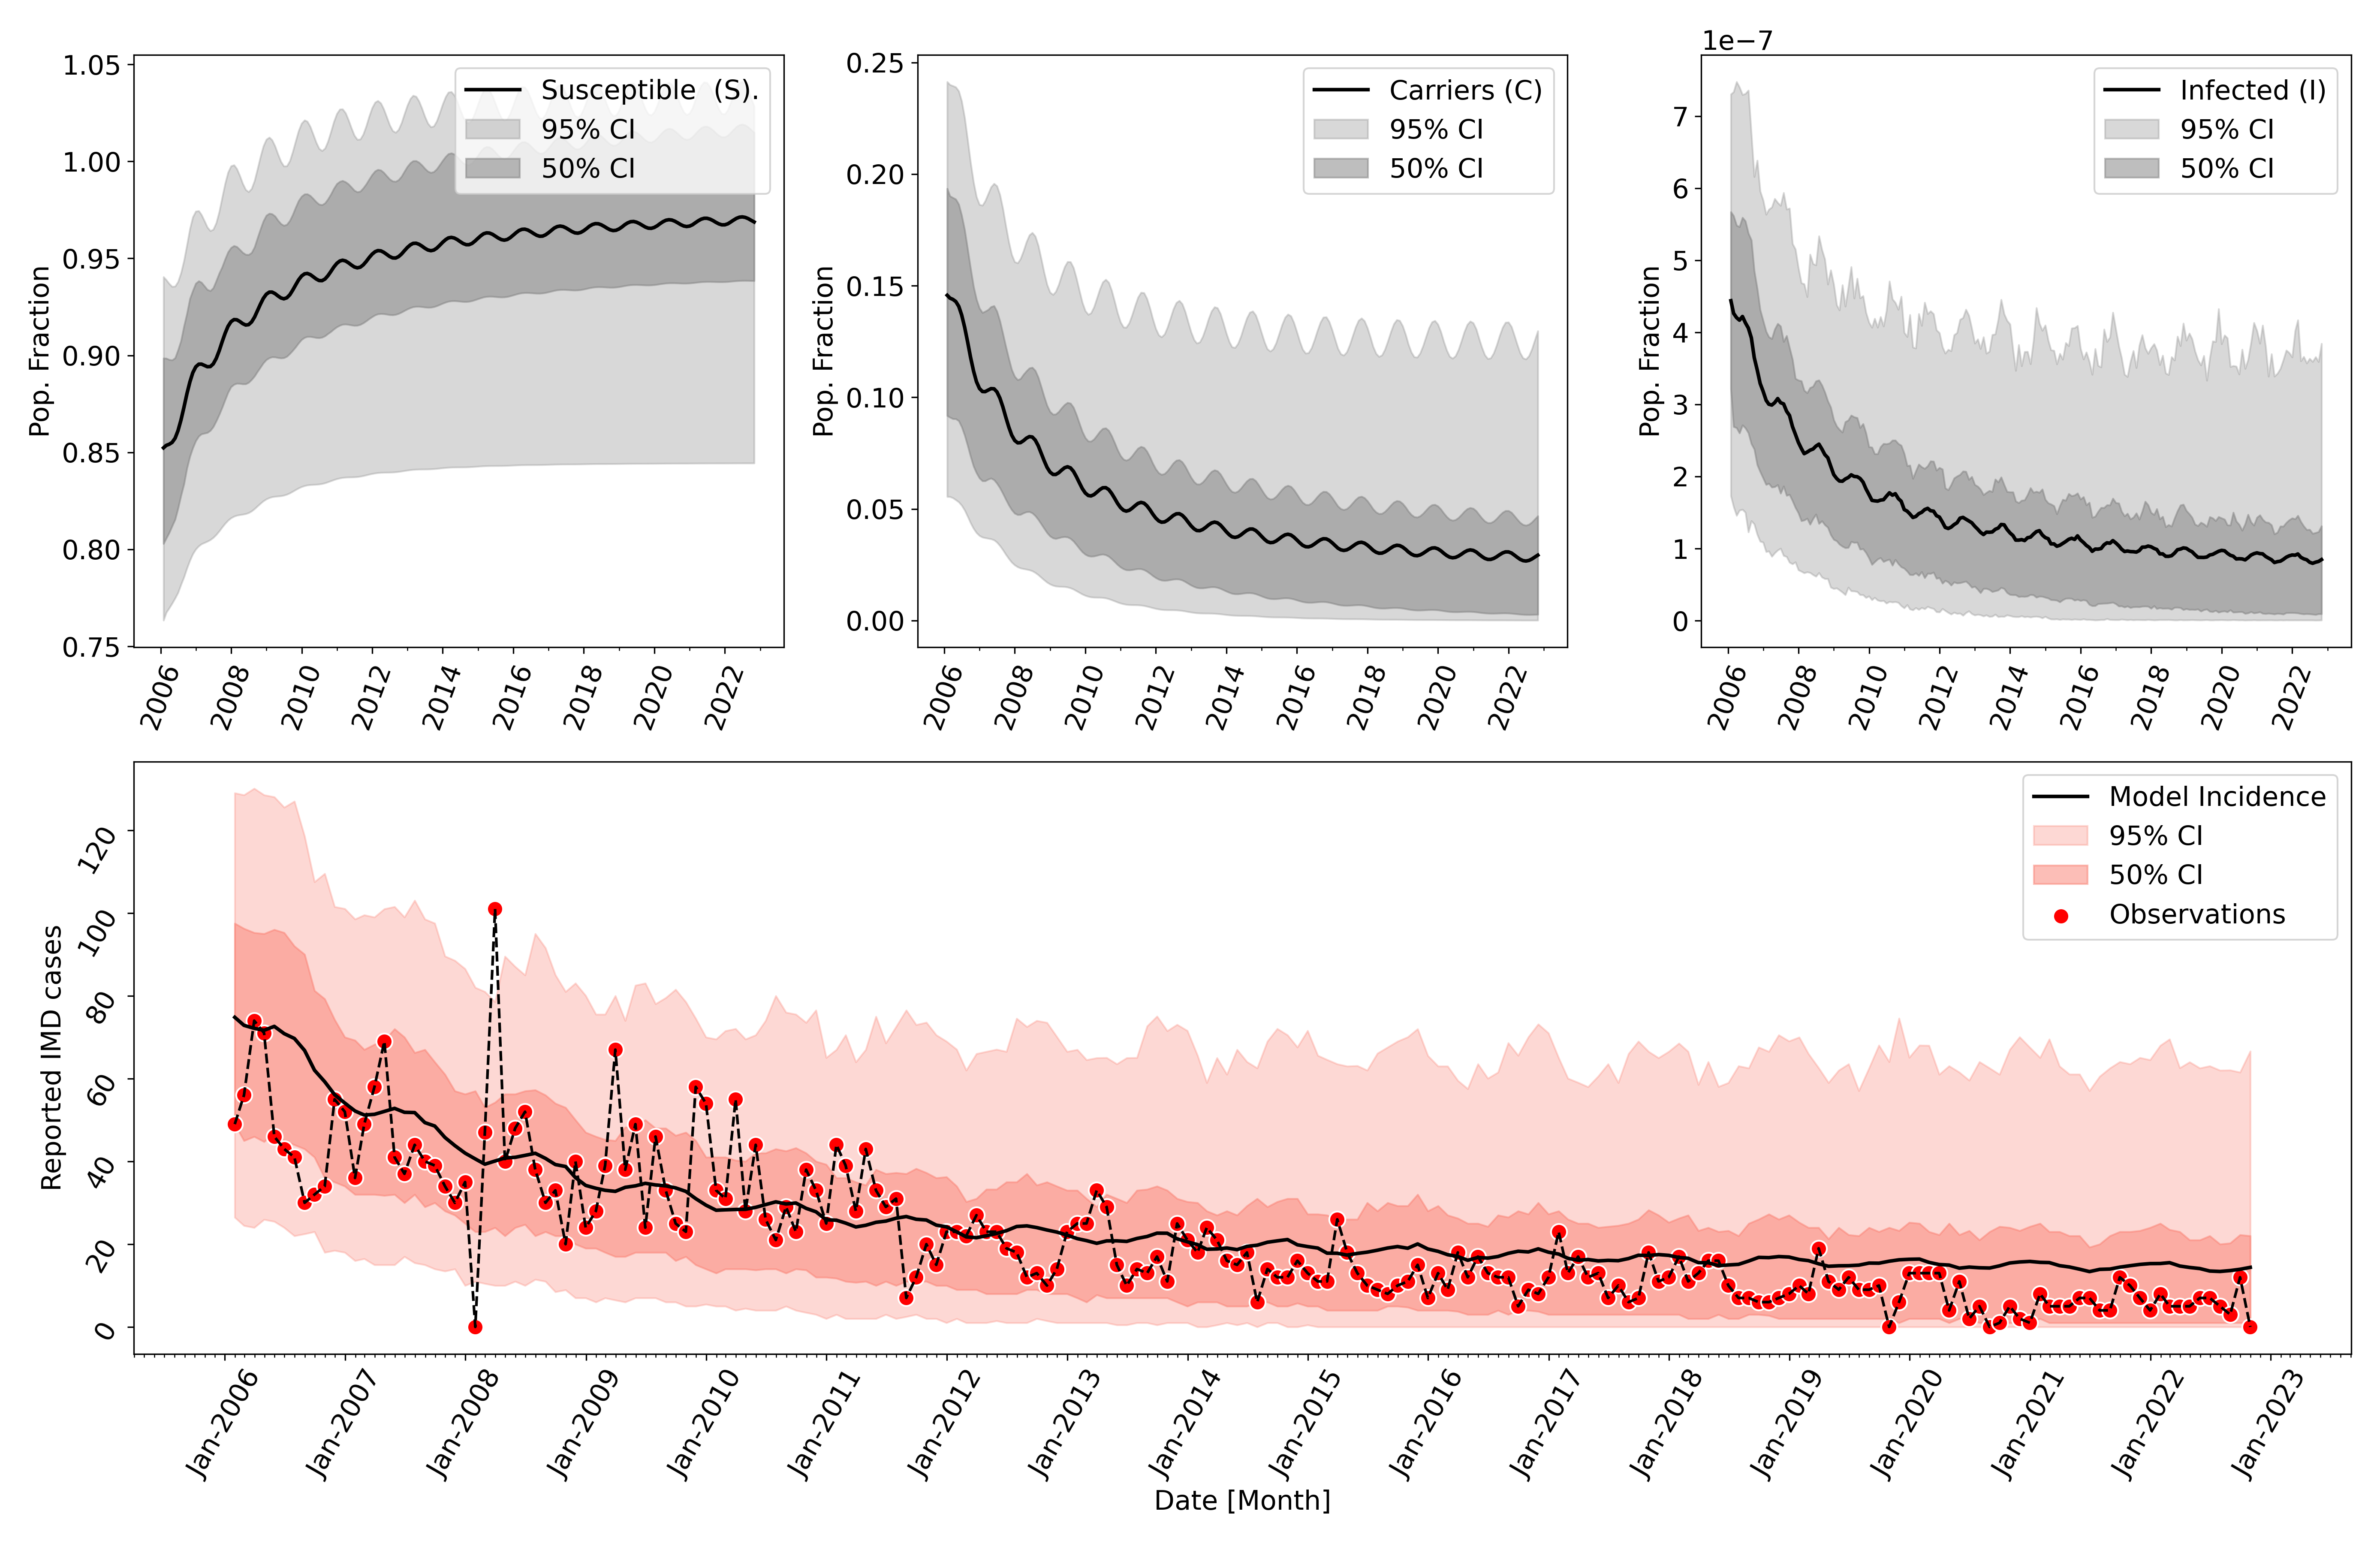 1.05
1.00
0.95
0.90
0.85
0.80
0.75
Pop. Fraction
Susceptible  (S).
95% CI
50% CI
2006
2008
2010
2012
2014
2016
2018
2020
2022
0.25
0.20
0.15
0.10
0.05
0.00
Pop. Fraction
Carriers (C)
95% CI
50% CI
2006
2008
2010
2012
2014
2016
2018
2020
2022
1e−7
7
6
5
4
3
2
1
0
Pop. Fraction
Infected (I)
95% CI
50% CI
2006
2008
2010
2012
2014
2016
2018
2020
2022
120
100
80
60
40
20
0
Reported IMD cases
Model Incidence
95% CI
50% CI
Observations
Jan-2006
Jan-2007
Jan-2008
Jan-2009
Jan-2010
Jan-2011
Jan-2012
Jan-2013
Jan-2014
Jan-2015
Jan-2016
Jan-2017
Jan-2018
Jan-2019
Jan-2020
Jan-2021
Jan-2022
Jan-2023
Date [Month]